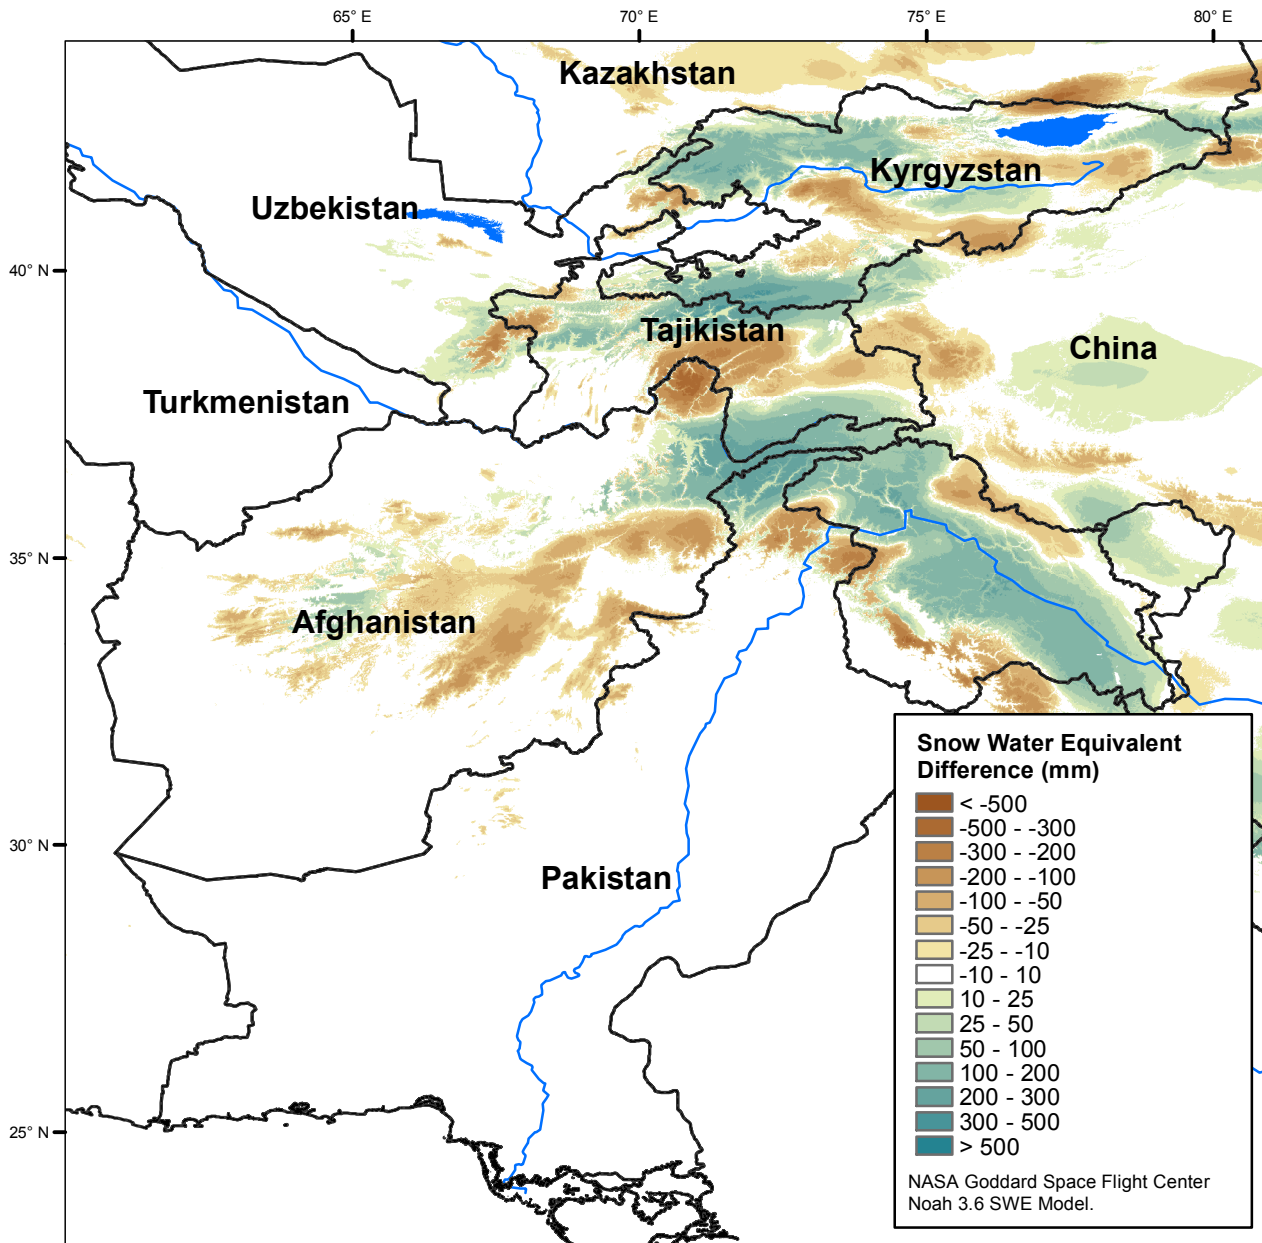 65° E
70° E
75° E
80° E
Kazakhstan
Kyrgyzstan
Uzbekistan
40° N
Tajikistan
China
Turkmenistan
35° N
Afghanistan
30° N
Pakistan
25° N
Snow Water Equivalent
Difference (mm)
< -500
-500 - -300
-300 - -200
-200 - -100
-100 - -50
-50 - -25
-25 - -10
-10 - 10
10 - 25
25 - 50
50 - 100
100 - 200
200 - 300
300 - 500
> 500
NASA Goddard Space Flight Center
Noah 3.6 SWE Model.